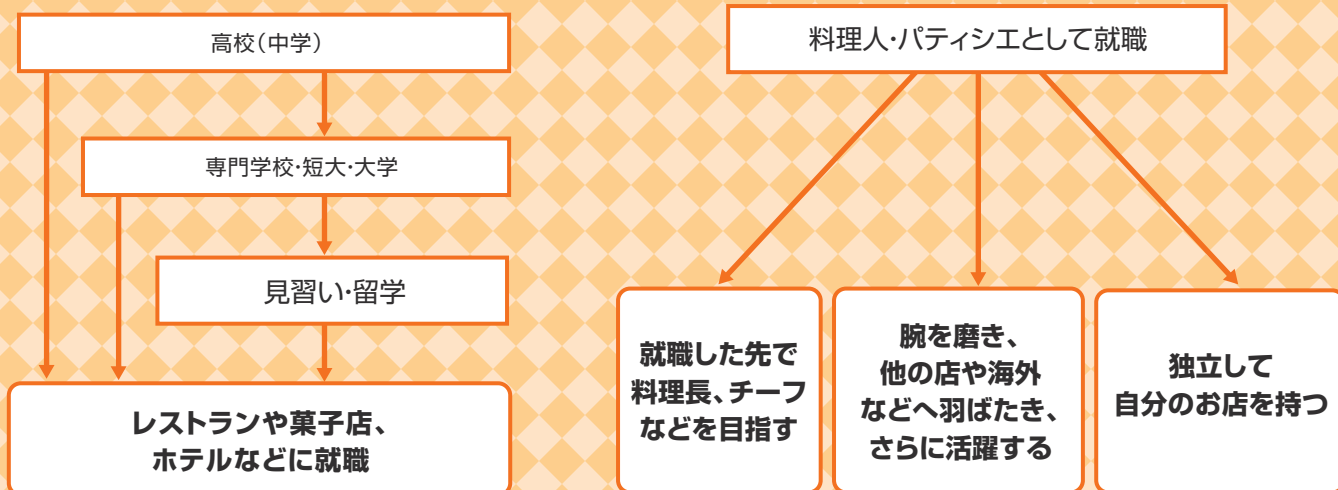 高校(中学)
専門学校・短大・大学
見習い・留学
レストランや菓子店、
ホテルなどに就職
料理人・パティシエとして就職
就職した先で
料理長、チーフ
などを目指す
腕を磨き、
他の店や海外
などへ羽ばたき、
さらに活躍する
独立して
自分のお店を持つ